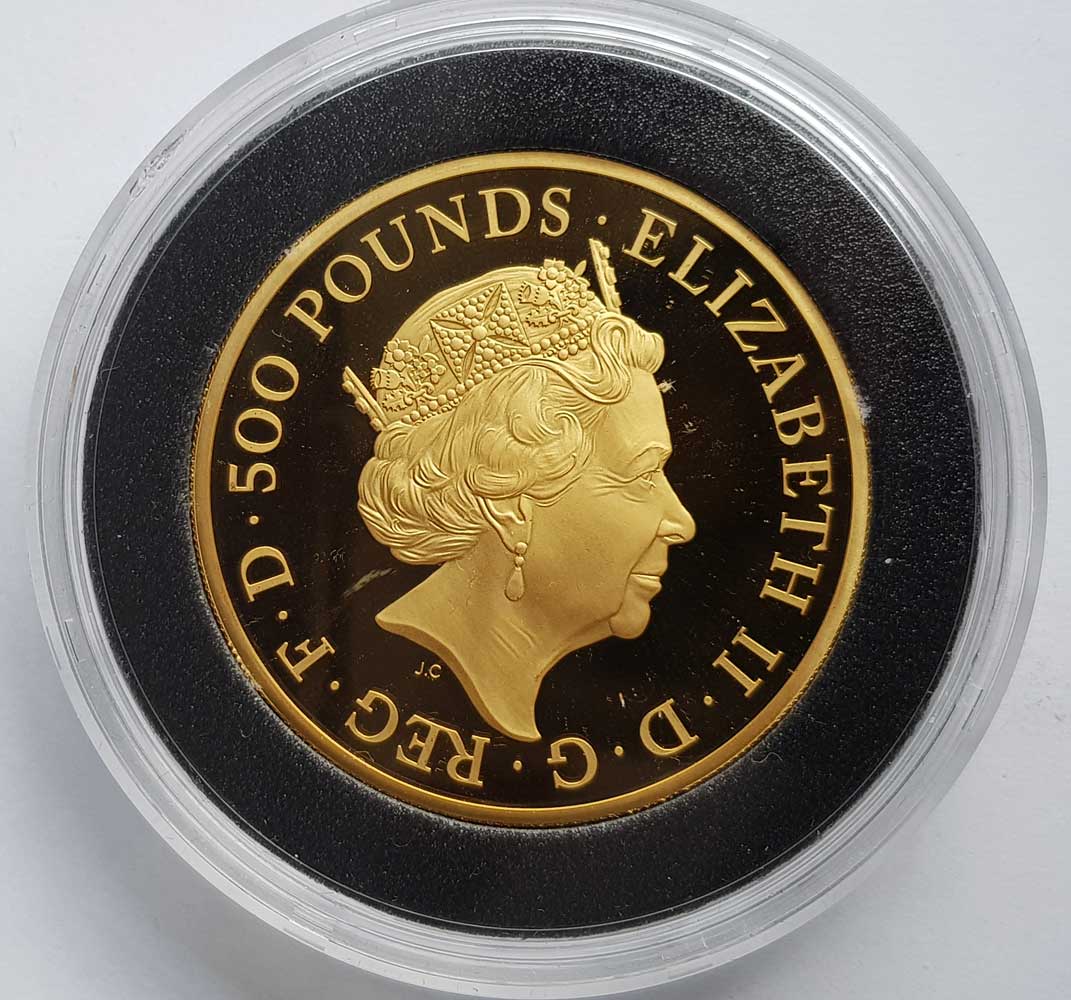 ELIZABETH II · D · G · REG · F · D · 500 POUNDS ·
J.C